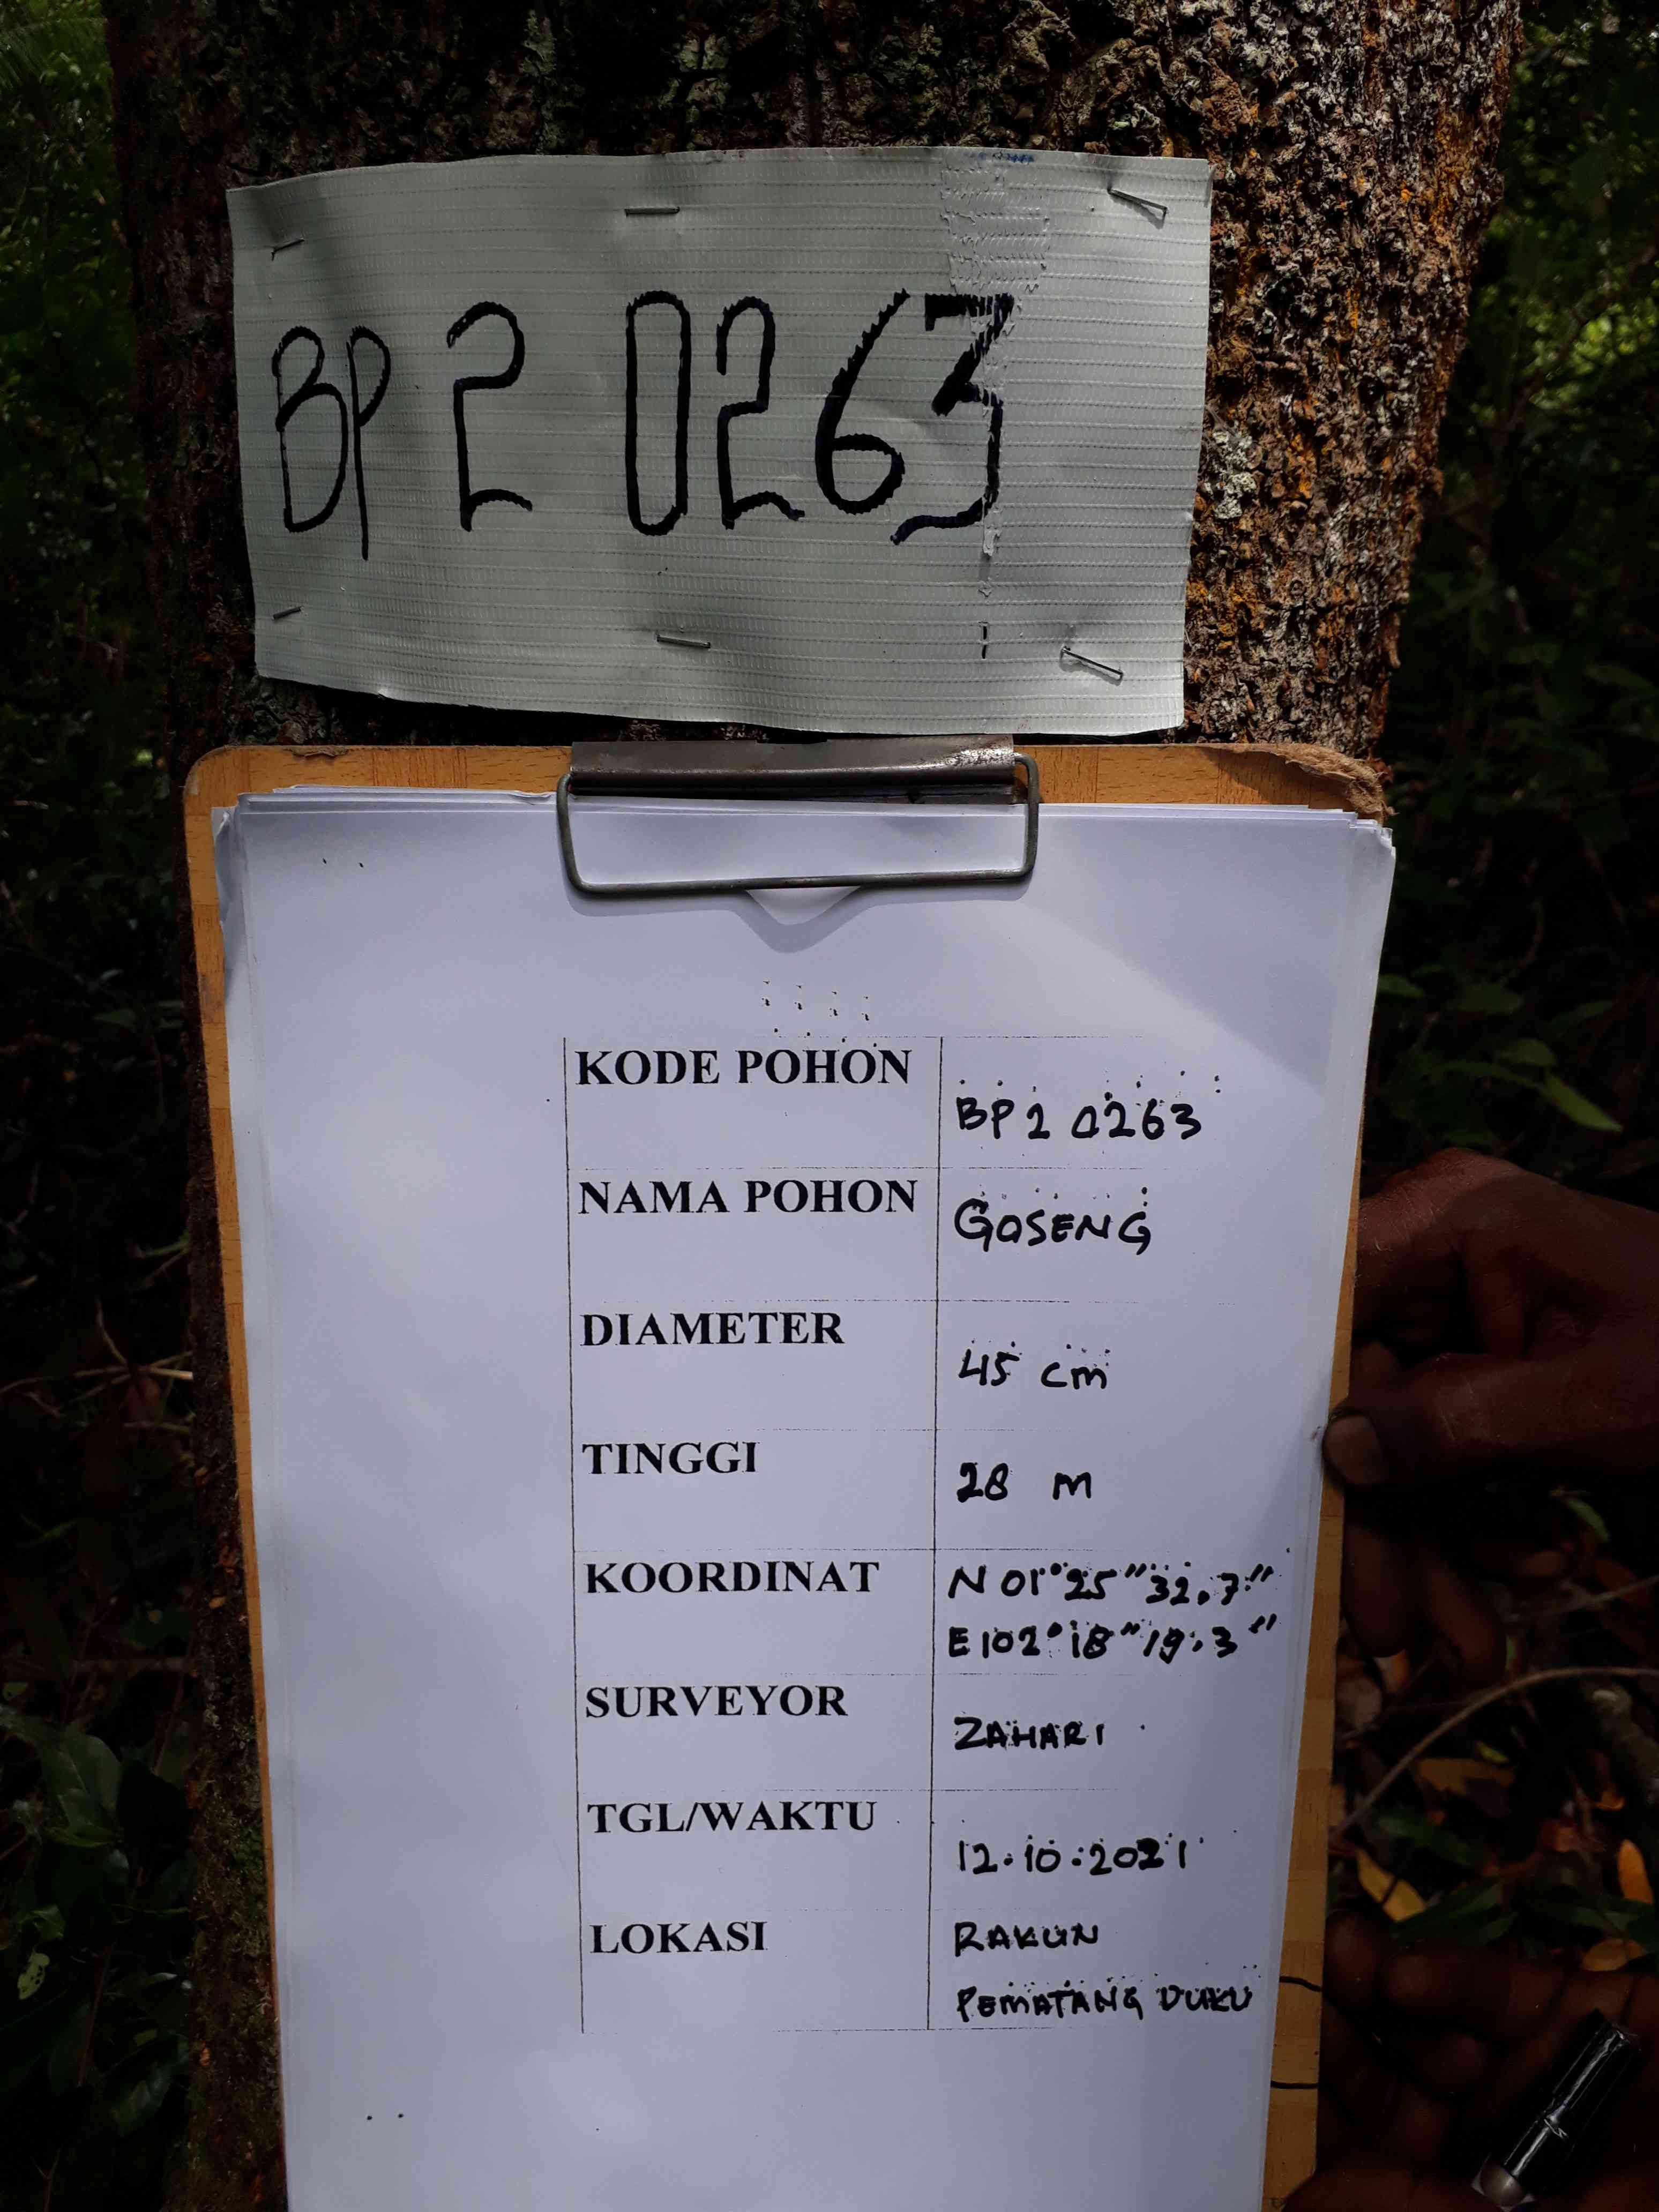 BP 2 0263
KODE POHON BP 2 0263
NAMA POHON GOSENG
DIAMETER 45 cm
TINGGI 28 m
KOORDINAT N 01° 25" 32,7"
E 102° 18" 19.3"
SURVEYOR ZAHARI
TGL/WAKTU 12.10.2021
LOKASI RAKUN
PEMATANG DUKU